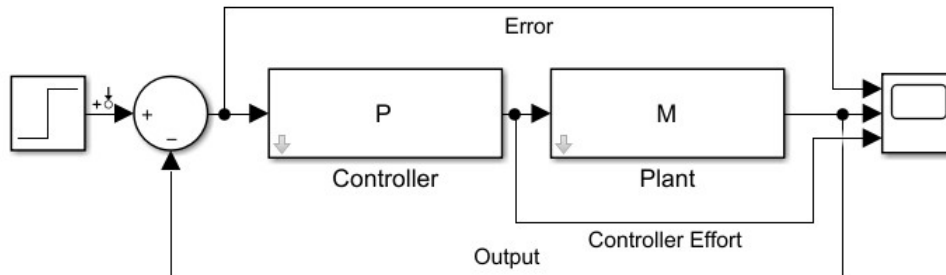 Error
+
+
−
P
M
Controller
Plant
Controller Effort
Output